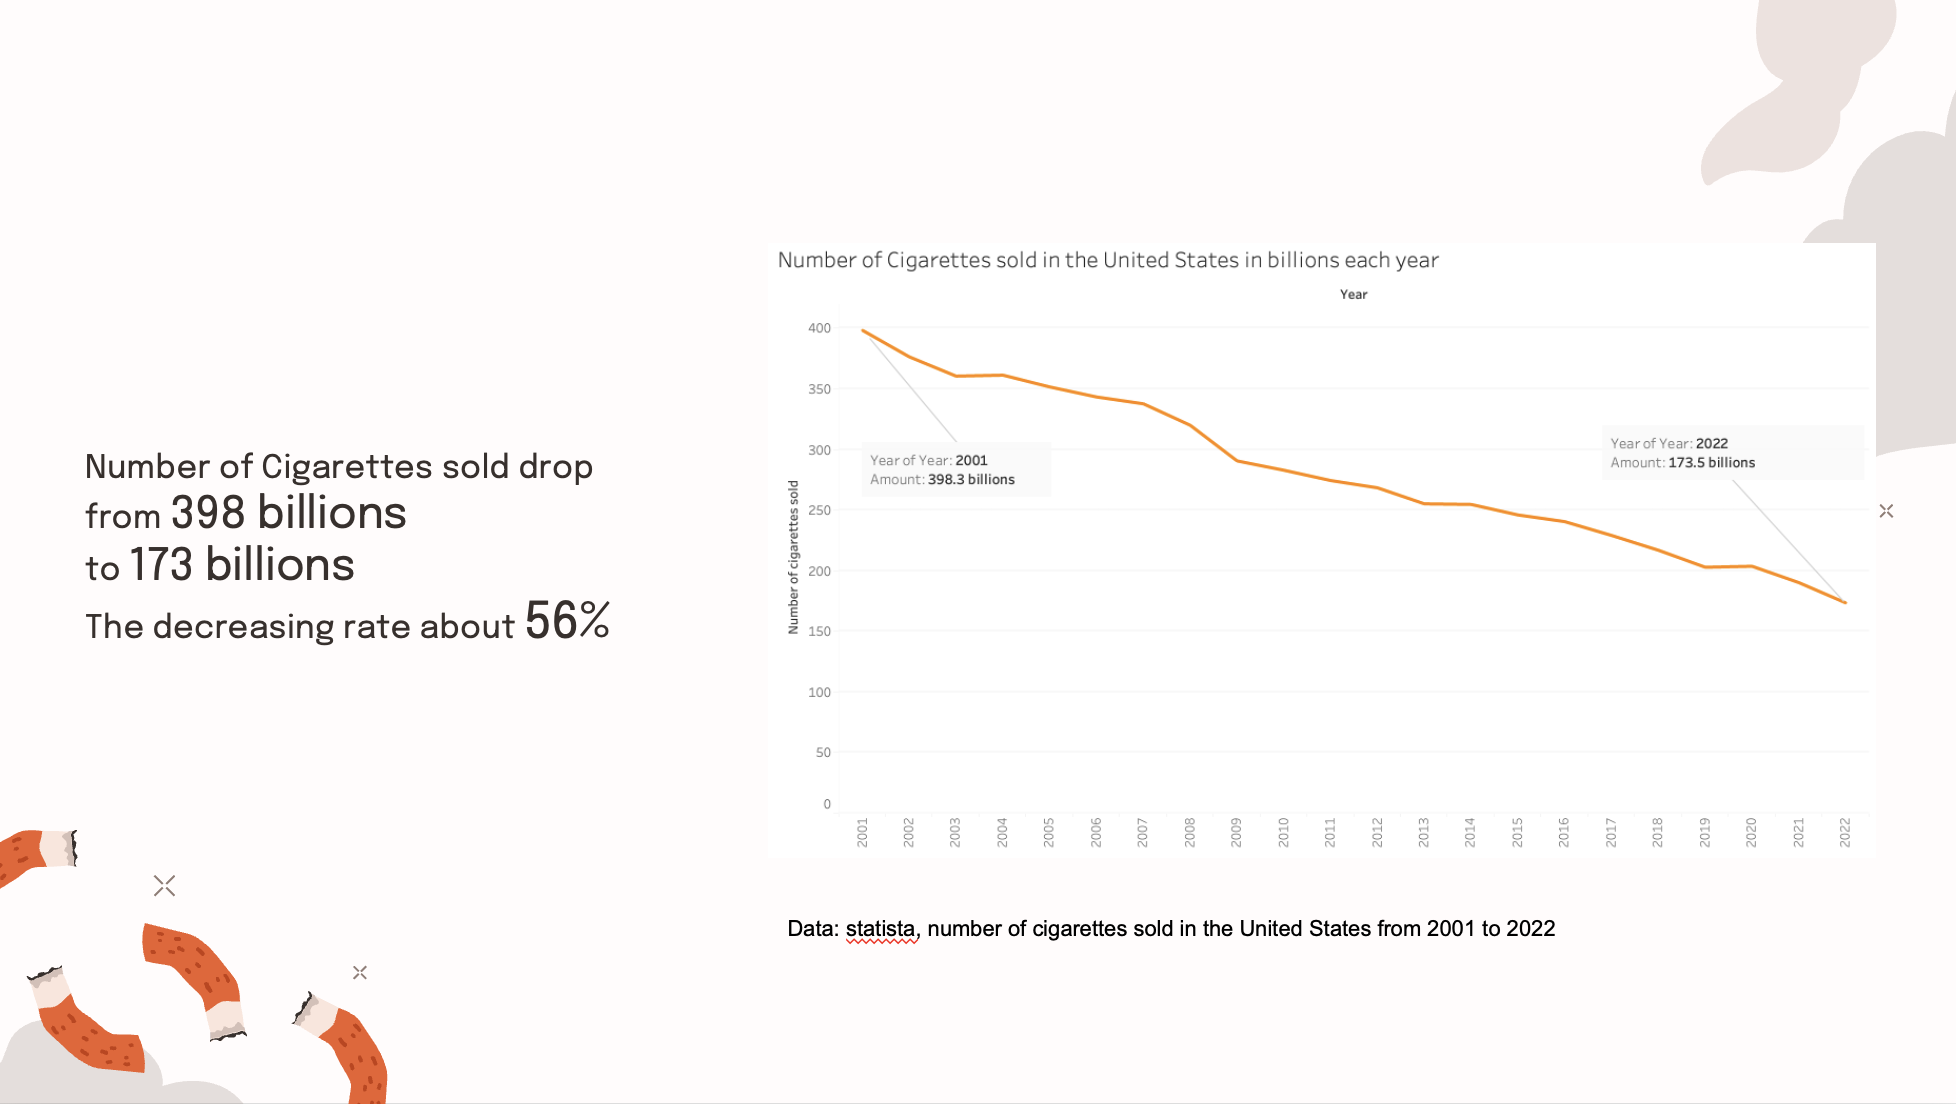 Number of Cigarettes sold in the United States in billions each year
Year
400
350
300
250
200
150
100
50
0
Number of cigarettes sold
Year of Year: 2001
Amount: 398.3 billions
Year of Year: 2022
Amount: 173.5 billions
2001 2002 2003 2004 2005 2006 2007 2008 2009 2010 2011 2012 2013 2014 2015 2016 2017 2018 2019 2020 2021 2022
Number of Cigarettes sold drop
from 398 billions
to 173 billions
The decreasing rate about 56%
Data: statista, number of cigarettes sold in the United States from 2001 to 2022